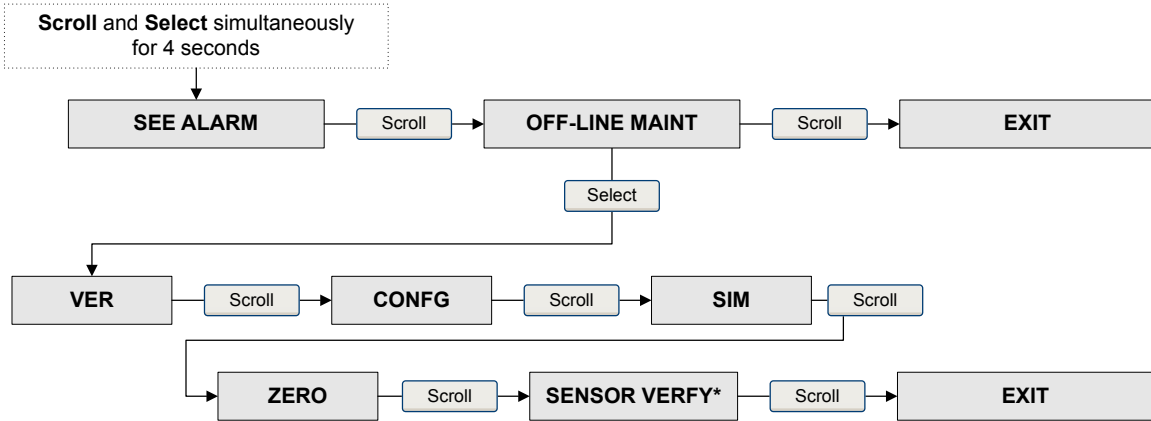 Scroll and Select simultaneously
for 4 seconds
SEE ALARM
Scroll
OFF-LINE MAINT
Scroll
EXIT
Select
VER
Scroll
CONFG
Scroll
SIM
Scroll
ZERO
Scroll
SENSOR VERFY*
Scroll
EXIT